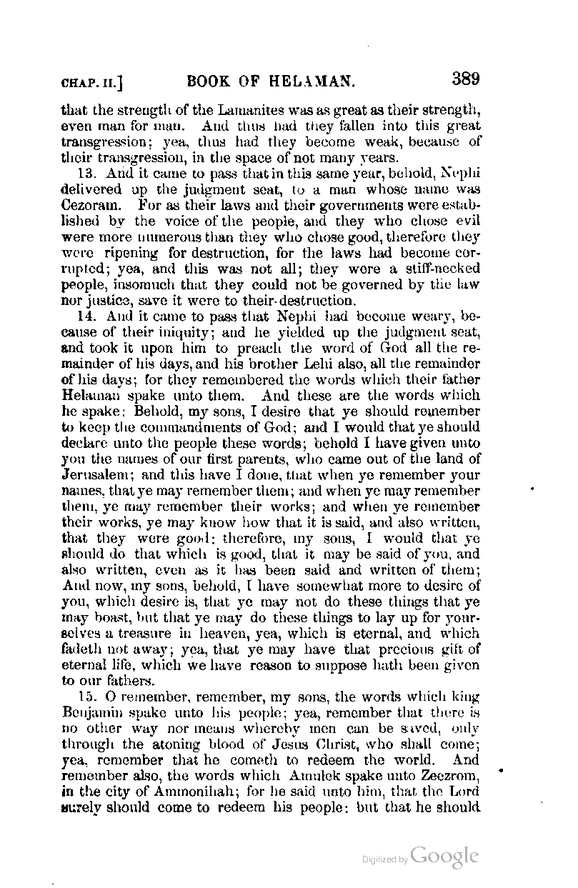 CHAP. II.] BOOK OF HELAMAN. 389
that the strength of the Lamanites was as great as their strength,
even man for man. And thus had they fallen into this great
transgression; yea, thus had they become weak, because of
their transgression, in the space of not many years.
13. And it came to pass that in this same year, behold, Nephi
delivered up the judgment seat, to a man whose name was
Cezoram. For as their laws and their governments were estab-
lished by the voice of the people, and they who chose evil
were more numerous than they who chose good, therefore they
were ripening for destruction, for the laws had become cor-
rupted; yea, and this was not all; they were a stiff-necked
people, insomuch that they could not be governed by the law
nor justice, save it were to their destruction.
14. And it came to pass that Nephi had become weary, be-
cause of their iniquity; and he yielded up the judgment seat,
and took it upon him to preach the word of God all the re-
mainder of his days, and his brother Lehi also, all the remainder
of his days; for they remembered the words which their father
Helaman spake unto them. And these are the words which
he spake: Behold, my sons, I desire that ye should remember
to keep the commandments of God; and I would that ye should
declare unto the people these words; behold I have given unto
you the names of our first parents, who came out of the land of
Jerusalem; and this have I done, that when ye remember your
names, that ye may remember them; and when ye may remember
them, ye may remember their works; and when ye remember
their works, ye may know how that it is said, and also written,
that they were good: therefore, my sons, I would that ye
should do that which is good, that it may be said of you, and
also written, even as it has been said and written of them;
And now, my sons, behold, I have somewhat more to desire of
you, which desire is, that ye may not do these things that ye
may boast, but that ye may do these things to lay up for your-
selves a treasure in heaven, yea, which is eternal, and which
fadeth not away; yea, that ye may have that precious gift of
eternal life, which we have reason to suppose hath been given
to our fathers.
15. O remember, remember, my sons, the words which king
Benjamin spake unto his people; yea, remember that there is
no other way nor means whereby men can be saved, only
through the atoning blood of Jesus Christ, who shall come;
yea, remember that he cometh to redeem the world. And
remember also, the words which Amulek spake unto Zeezrom,
in the city of Ammonihah; for he said unto him, that the Lord
surely should come to redeem his people: but that he should
Digitized by Google